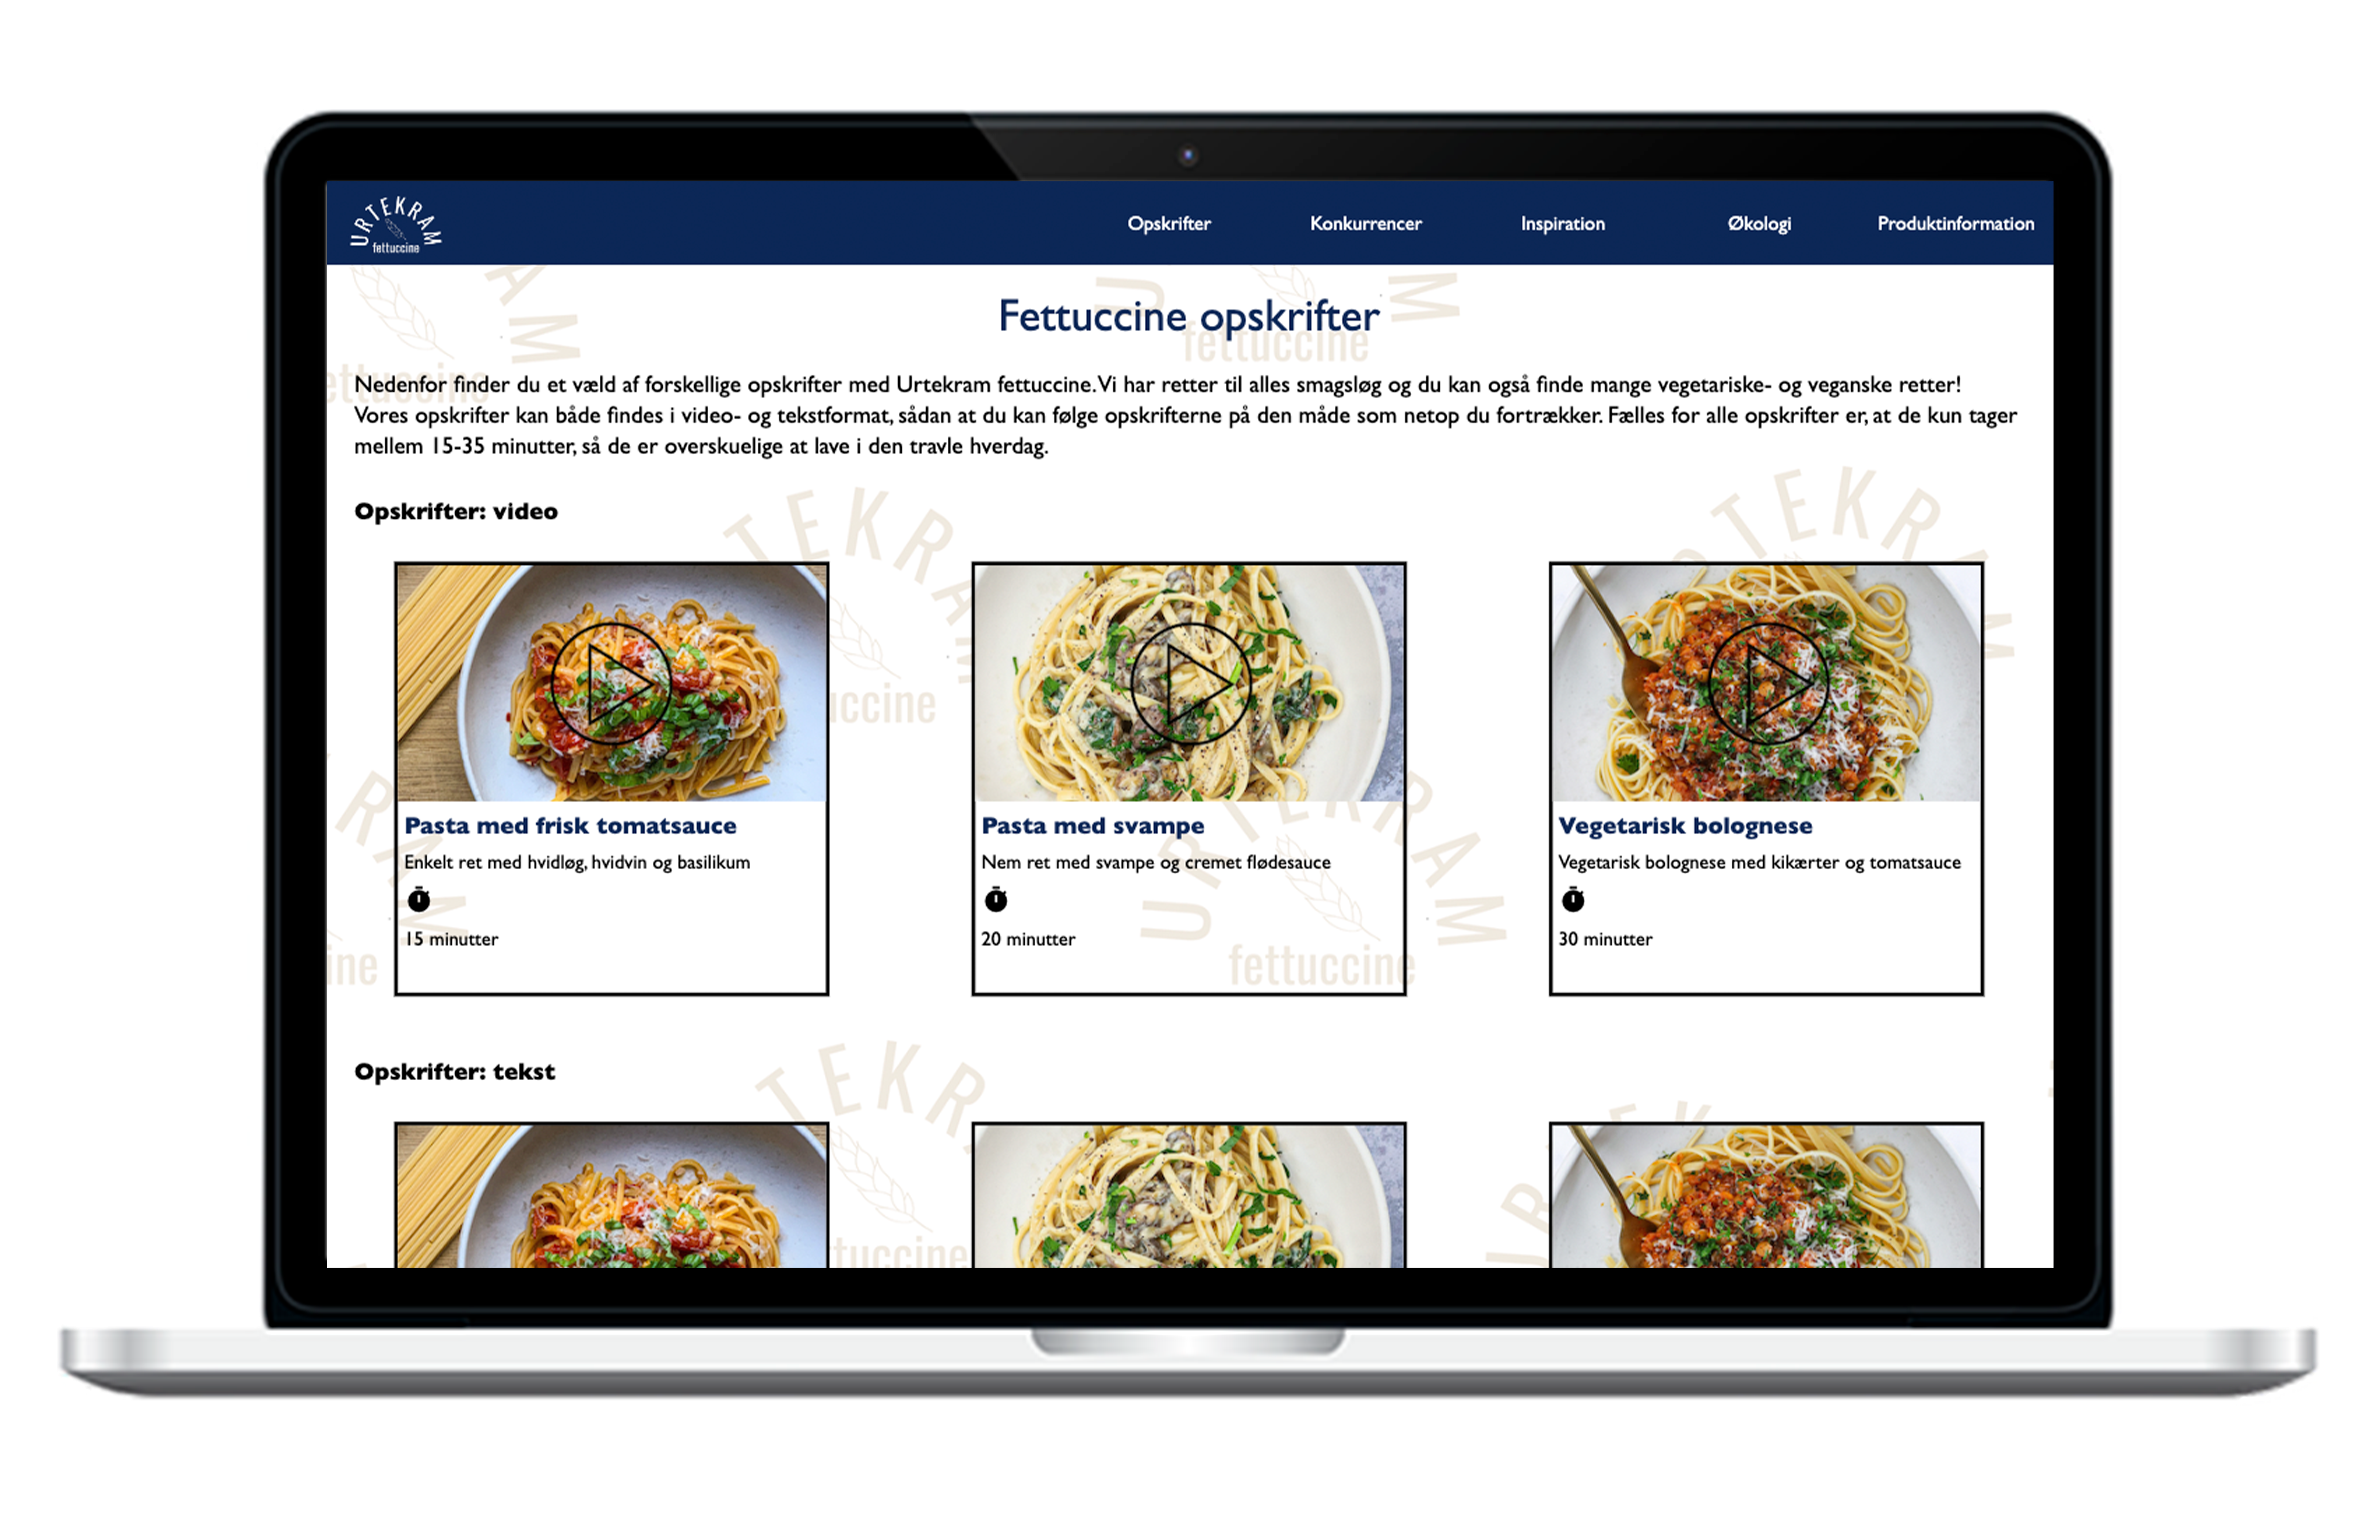 URTEKRAM
fettuccine
Opskrifter
Konkurrencer
Inspiration
Økologi
Produktinformation
Fettuccine opskrifter
Nedenfor finder du et væld af forskellige opskrifter med Urtekram fettuccine. Vi har retter til alles smagsløg og du kan også finde mange vegetariske- og veganske retter!
Vores opskrifter kan både findes i video- og tekstformat, sådan at du kan følge opskrifterne på den måde som netop du fortrækker. Fælles for alle opskrifter er, at de kun tager
mellem 15-35 minutter, så de er overskuelige at lave i den travle hverdag.
Opskrifter: video
Pasta med frisk tomatsauce
Enkelt ret med hvidløg, hvidvin og basilikum
15 minutter
Pasta med svampe
Nem ret med svampe og cremet flødesauce
20 minutter
Vegetarisk bolognese
Vegetarisk bolognese med kikærter og tomatsauce
30 minutter
URTEKRAM
fettuccine
Opskrifter: tekst